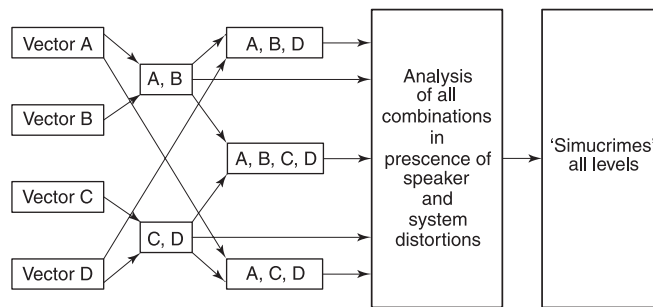 Vector A
Vector B
Vector C
Vector D
A, B
C, D
A, B, D
A, B, C, D
A, C, D
Analysis
of all
combinations
in
prescence of
speaker
and
system
distortions
‘Simucrimes’
all levels